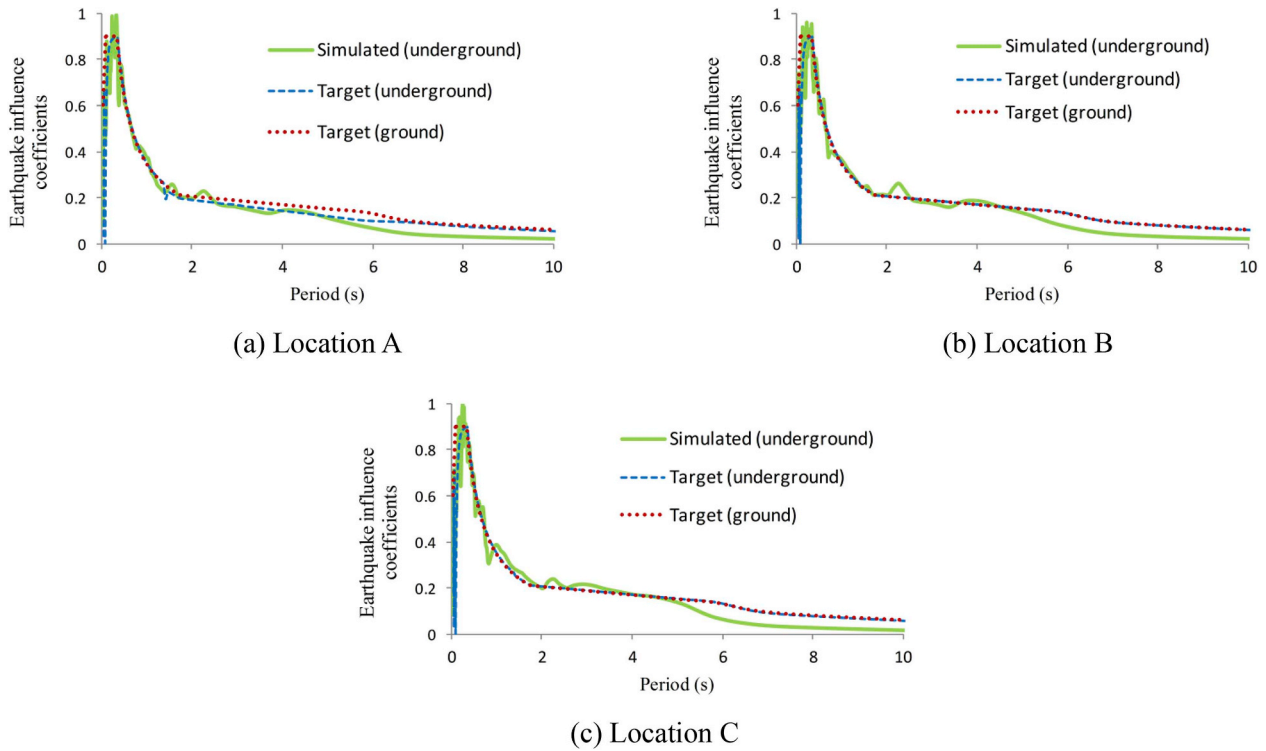 Earthquake influence
coefficients
1
0.8
0.6
0.4
0.2
0
0 2 4 6 8 10
Period (s)
Simulated (underground)
Target (underground)
Target (ground)
(a) Location A
Earthquake influence
coefficients
1
0.8
0.6
0.4
0.2
0
0 2 4 6 8 10
Period (s)
Simulated (underground)
Target (underground)
Target (ground)
(b) Location B
Earthquake influence
coefficients
1
0.8
0.6
0.4
0.2
0
0 2 4 6 8 10
Period (s)
Simulated (underground)
Target (underground)
Target (ground)
(c) Location C